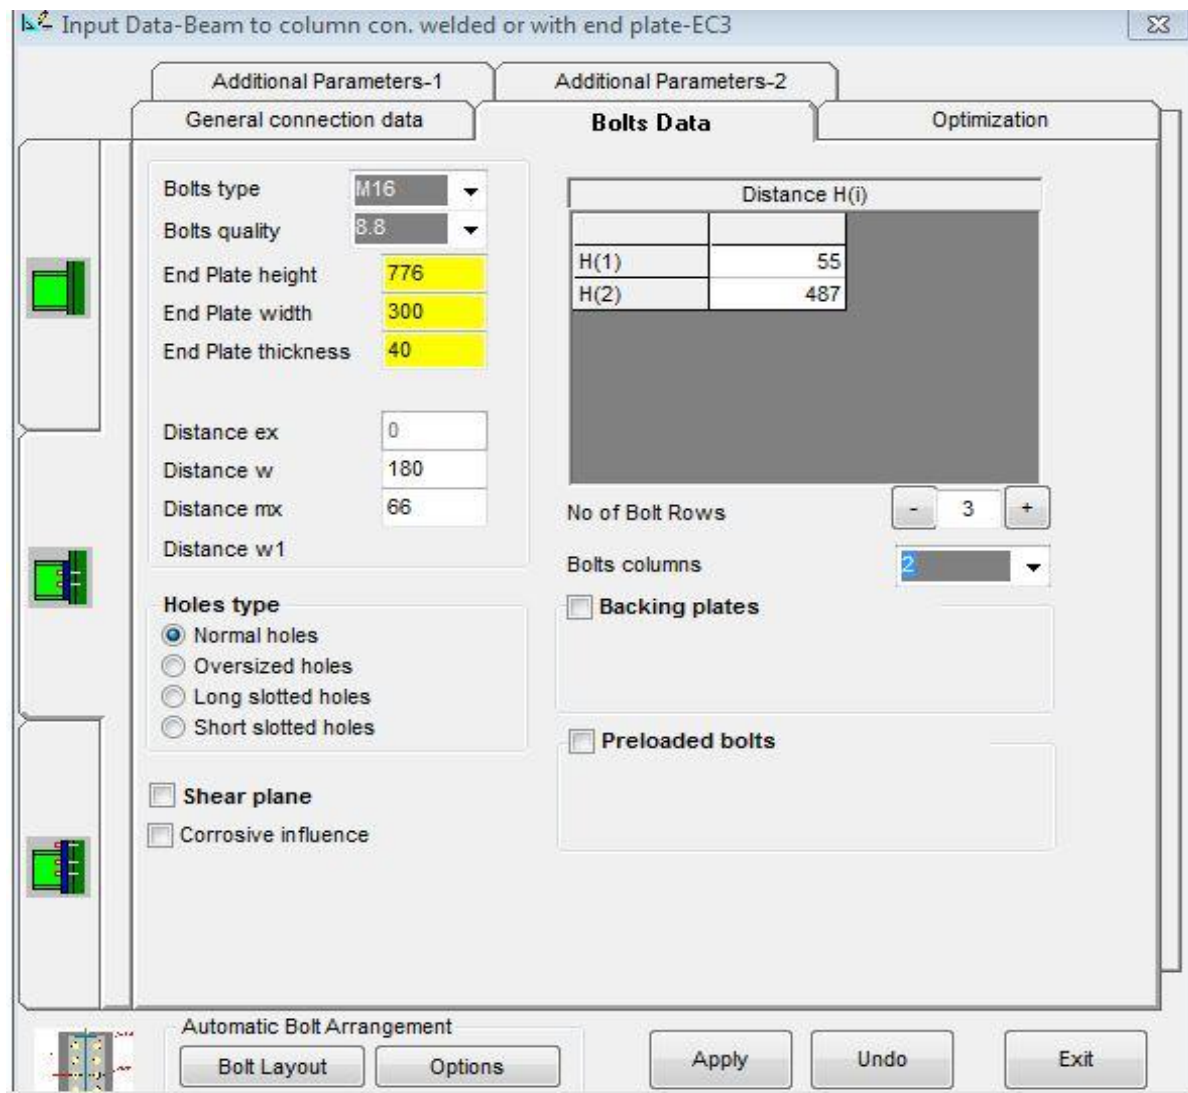 Input Data-Beam to column con. welded or with end plate-EC3
Additional Parameters-1
Additional Parameters-2
General connection data
Bolts Data
Optimization
Bolts type
M16
Bolts quality
8.8
End Plate height
776
End Plate width
300
End Plate thickness
40
Distance ex
0
Distance w
180
Distance mx
66
Distance w1
Holes type
Normal holes
Oversized holes
Long slotted holes
Short slotted holes
Shear plane
Corrosive influence
Distance H(i)
H(1) 55
H(2) 487
No of Bolt Rows
- 3 +
Bolts columns
2
Backing plates
Preloaded bolts
Automatic Bolt Arrangement
Bolt Layout
Options
Apply
Undo
Exit